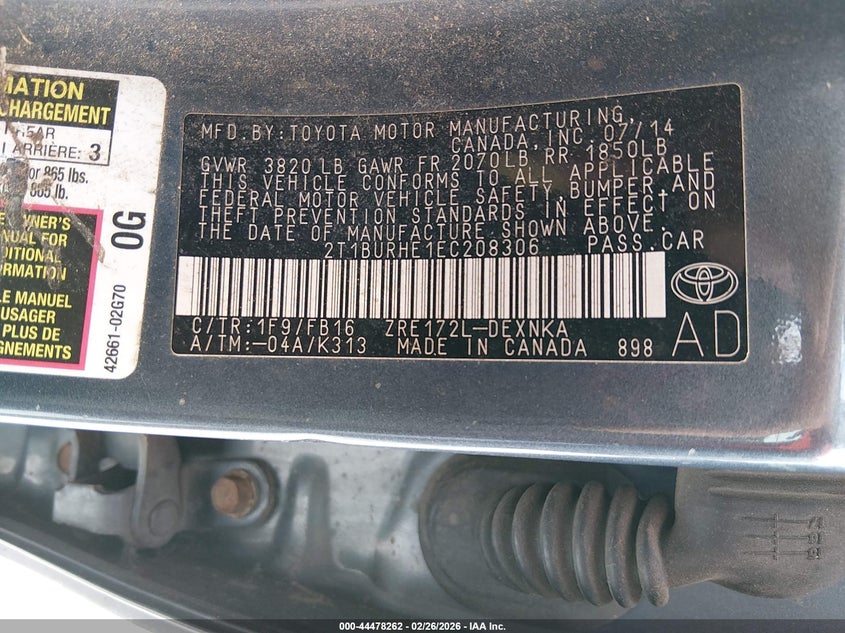 MATION
CHARGEMENT
ARRIÈRE: 3
or 865 lbs.
865 lb.
NER'S
NUAL FOR
DITIONAL
ORMATION
LE MANUEL
USAGER
PLUS DE
GNEMENTS
0G
42661-02G70
MFD. BY: TOYOTA MOTOR MANUFACTURING,
CANADA, INC. 07/14
GVWR 3820 LB GAWR FR 2070LB, RR 1850LB
THIS VEHICLE CONFORMS TO ALL APPLICABLE
FEDERAL MOTOR VEHICLE SAFETY, BUMPER, AND
THEFT PREVENTION STANDARDS IN EFFECT ON
THE DATE OF MANUFACTURE SHOWN ABOVE.
2T1BURHE1EC208306 PASS. CAR
C/TR: 1F9/FB16 ZRE172L-DEXNKA
A/TM: -04A/K313 MADE IN CANADA 898
AD
000-44478262 - 02/26/2026 - IAA Inc.